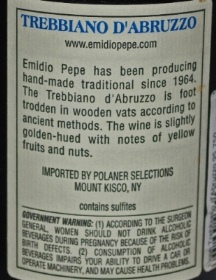 TREBBIANO D'ABRUZZO
www.emidiopepe.com
Emidio Pepe has been producing
hand-made traditional since 1964.
The Trebbiano d'Abruzzo is foot
trodden in wooden vats according to
ancient methods. The wine is slightly
golden-hued with notes of yellow
fruits and nuts.
IMPORTED BY POLANER SELECTIONS
MOUNT KISCO, NY
contains sulfites
GOVERNMENT WARNING: (1) ACCORDING TO THE SURGEON
GENERAL, WOMEN SHOULD NOT DRINK ALCOHOLIC
BEVERAGES DURING PREGNANCY BECAUSE OF THE RISK OF
BIRTH DEFECTS. (2) CONSUMPTION OF ALCOHOLIC
BEVERAGES IMPAIRS YOUR ABILITY TO DRIVE A CAR OR
OPERATE MACHINERY, AND MAY CAUSE HEALTH PROBLEMS.